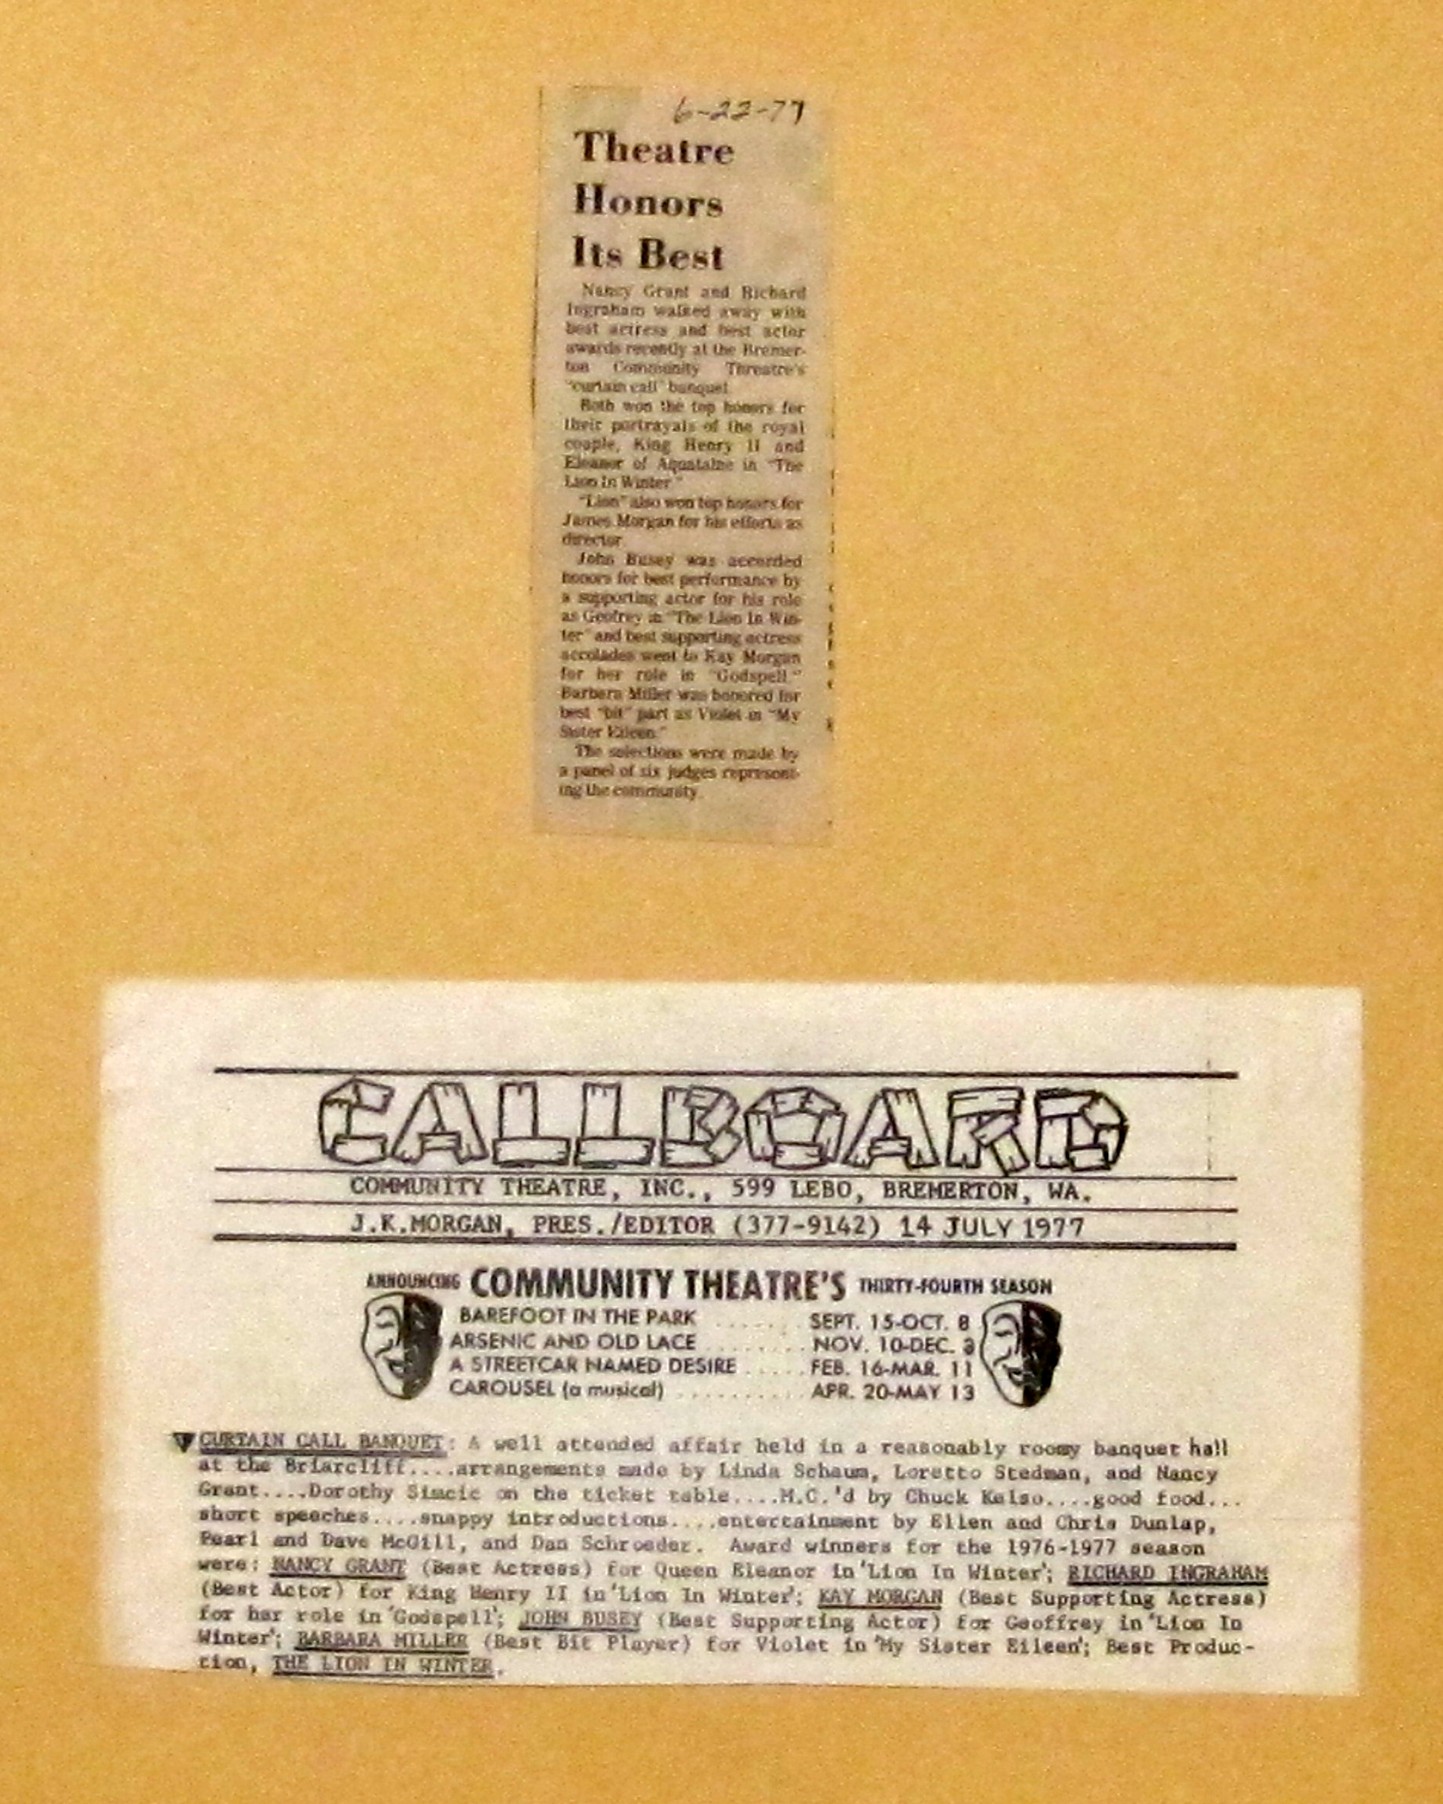 6-22-77
Theatre
Honors
Its Best
Nancy Grant and Richard
Ingraham walked away with
best actress and best actor
awards recently at the Bremer-
ton Community Threatre's
"curtain call" banquet.
Both won the top honors for
their portrayals of the royal
couple, King Henry II and
Eleanor of Aquataine in "The
Lion In Winter."
"Lion" also won top honors for
James Morgan for his efforts as
director.
John Busey was accorded
honors for best performance by
a supporting actor for his role
as Geofrey in "The Lion In Win-
ter" and best supporting actress
accolades went to Kay Morgan
for her role in "Godspell."
Barbara Miller was honored for
best "bit" part as Violet in "My
Sister Eileen."
The selections were made by
a panel of six judges represent-
ing the community.
CALLBOARD
COMMUNITY THEATRE, INC., 599 LEBO, BREMERTON, WA.
J.K.MORGAN, PRES./EDITOR (377-9142) 14 JULY 1977
ANNOUNCING COMMUNITY THEATRE'S THIRTY-FOURTH SEASON
BAREFOOT IN THE PARK ...... SEPT. 15-OCT. 8
ARSENIC AND OLD LACE ........ NOV. 10-DEC. 3
A STREETCAR NAMED DESIRE ..... FEB. 16-MAR. 11
CAROUSEL (a musical) .......... APR. 20-MAY 13
CURTAIN CALL BANQUET: A well attended affair held in a reasonably roomy banquet hall
at the Briarcliff....arrangements made by Linda Schaum, Loretto Stedman, and Nancy
Grant....Dorothy Simcic on the ticket table....M.C.'d by Chuck Kelso....good food...
short speeches....snappy introductions....entertainment by Ellen and Chris Dunlap,
Pearl and Dave McGill, and Dan Schroeder. Award winners for the 1976-1977 season
were: NANCY GRANT (Best Actress) for Queen Eleanor in 'Lion In Winter'; RICHARD INGRAHAM
(Best Actor) for King Henry II in 'Lion In Winter'; KAY MORGAN (Best Supporting Actress)
for her role in 'Godspell'; JOHN BUSEY (Best Supporting Actor) for Geoffrey in 'Lion In
Winter'; BARBARA MILLER (Best Bit Player) for Violet in 'My Sister Eileen'; Best Produc-
tion, THE LION IN WINTER.